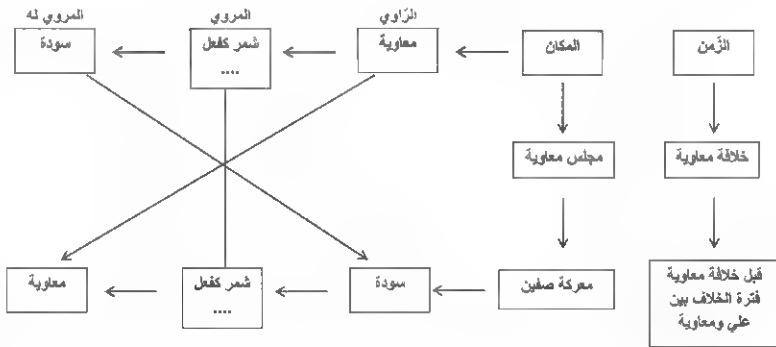 الرّاوي
المروي
المروي له
الزّمن
المكان
معاوية
شمر كفعل
....
سودة
خلافة معاوية
مجلس معاوية
قبل خلافة معاوية
فترة الخلاف بين
علي ومعاوية
معركة صفين
سودة
شمر كفعل
....
معاوية